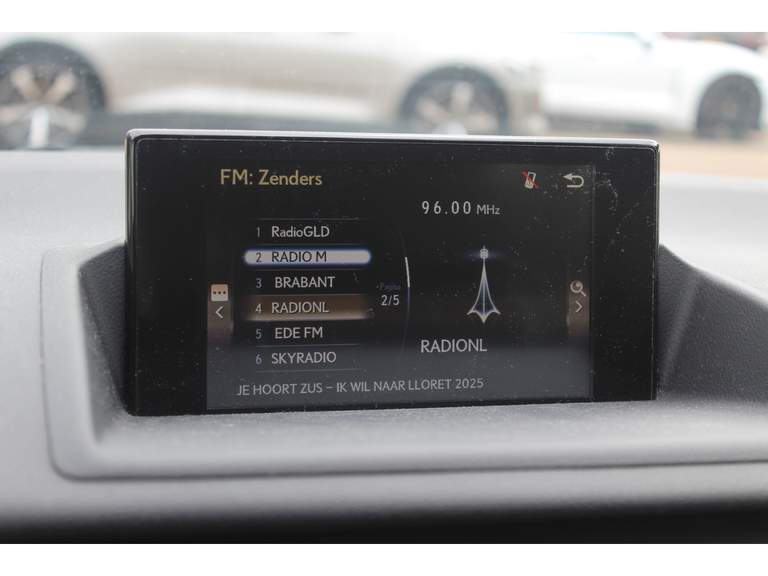 FM: Zenders
96.00 MHz
1 RadioGLD
2 RADIO M
3 BRABANT
4 RADIONL
5 EDE FM
6 SKYRADIO
Pagina
2/5
RADIONL
JE HOORT ZUS – IK WIL NAAR LLORET 2025